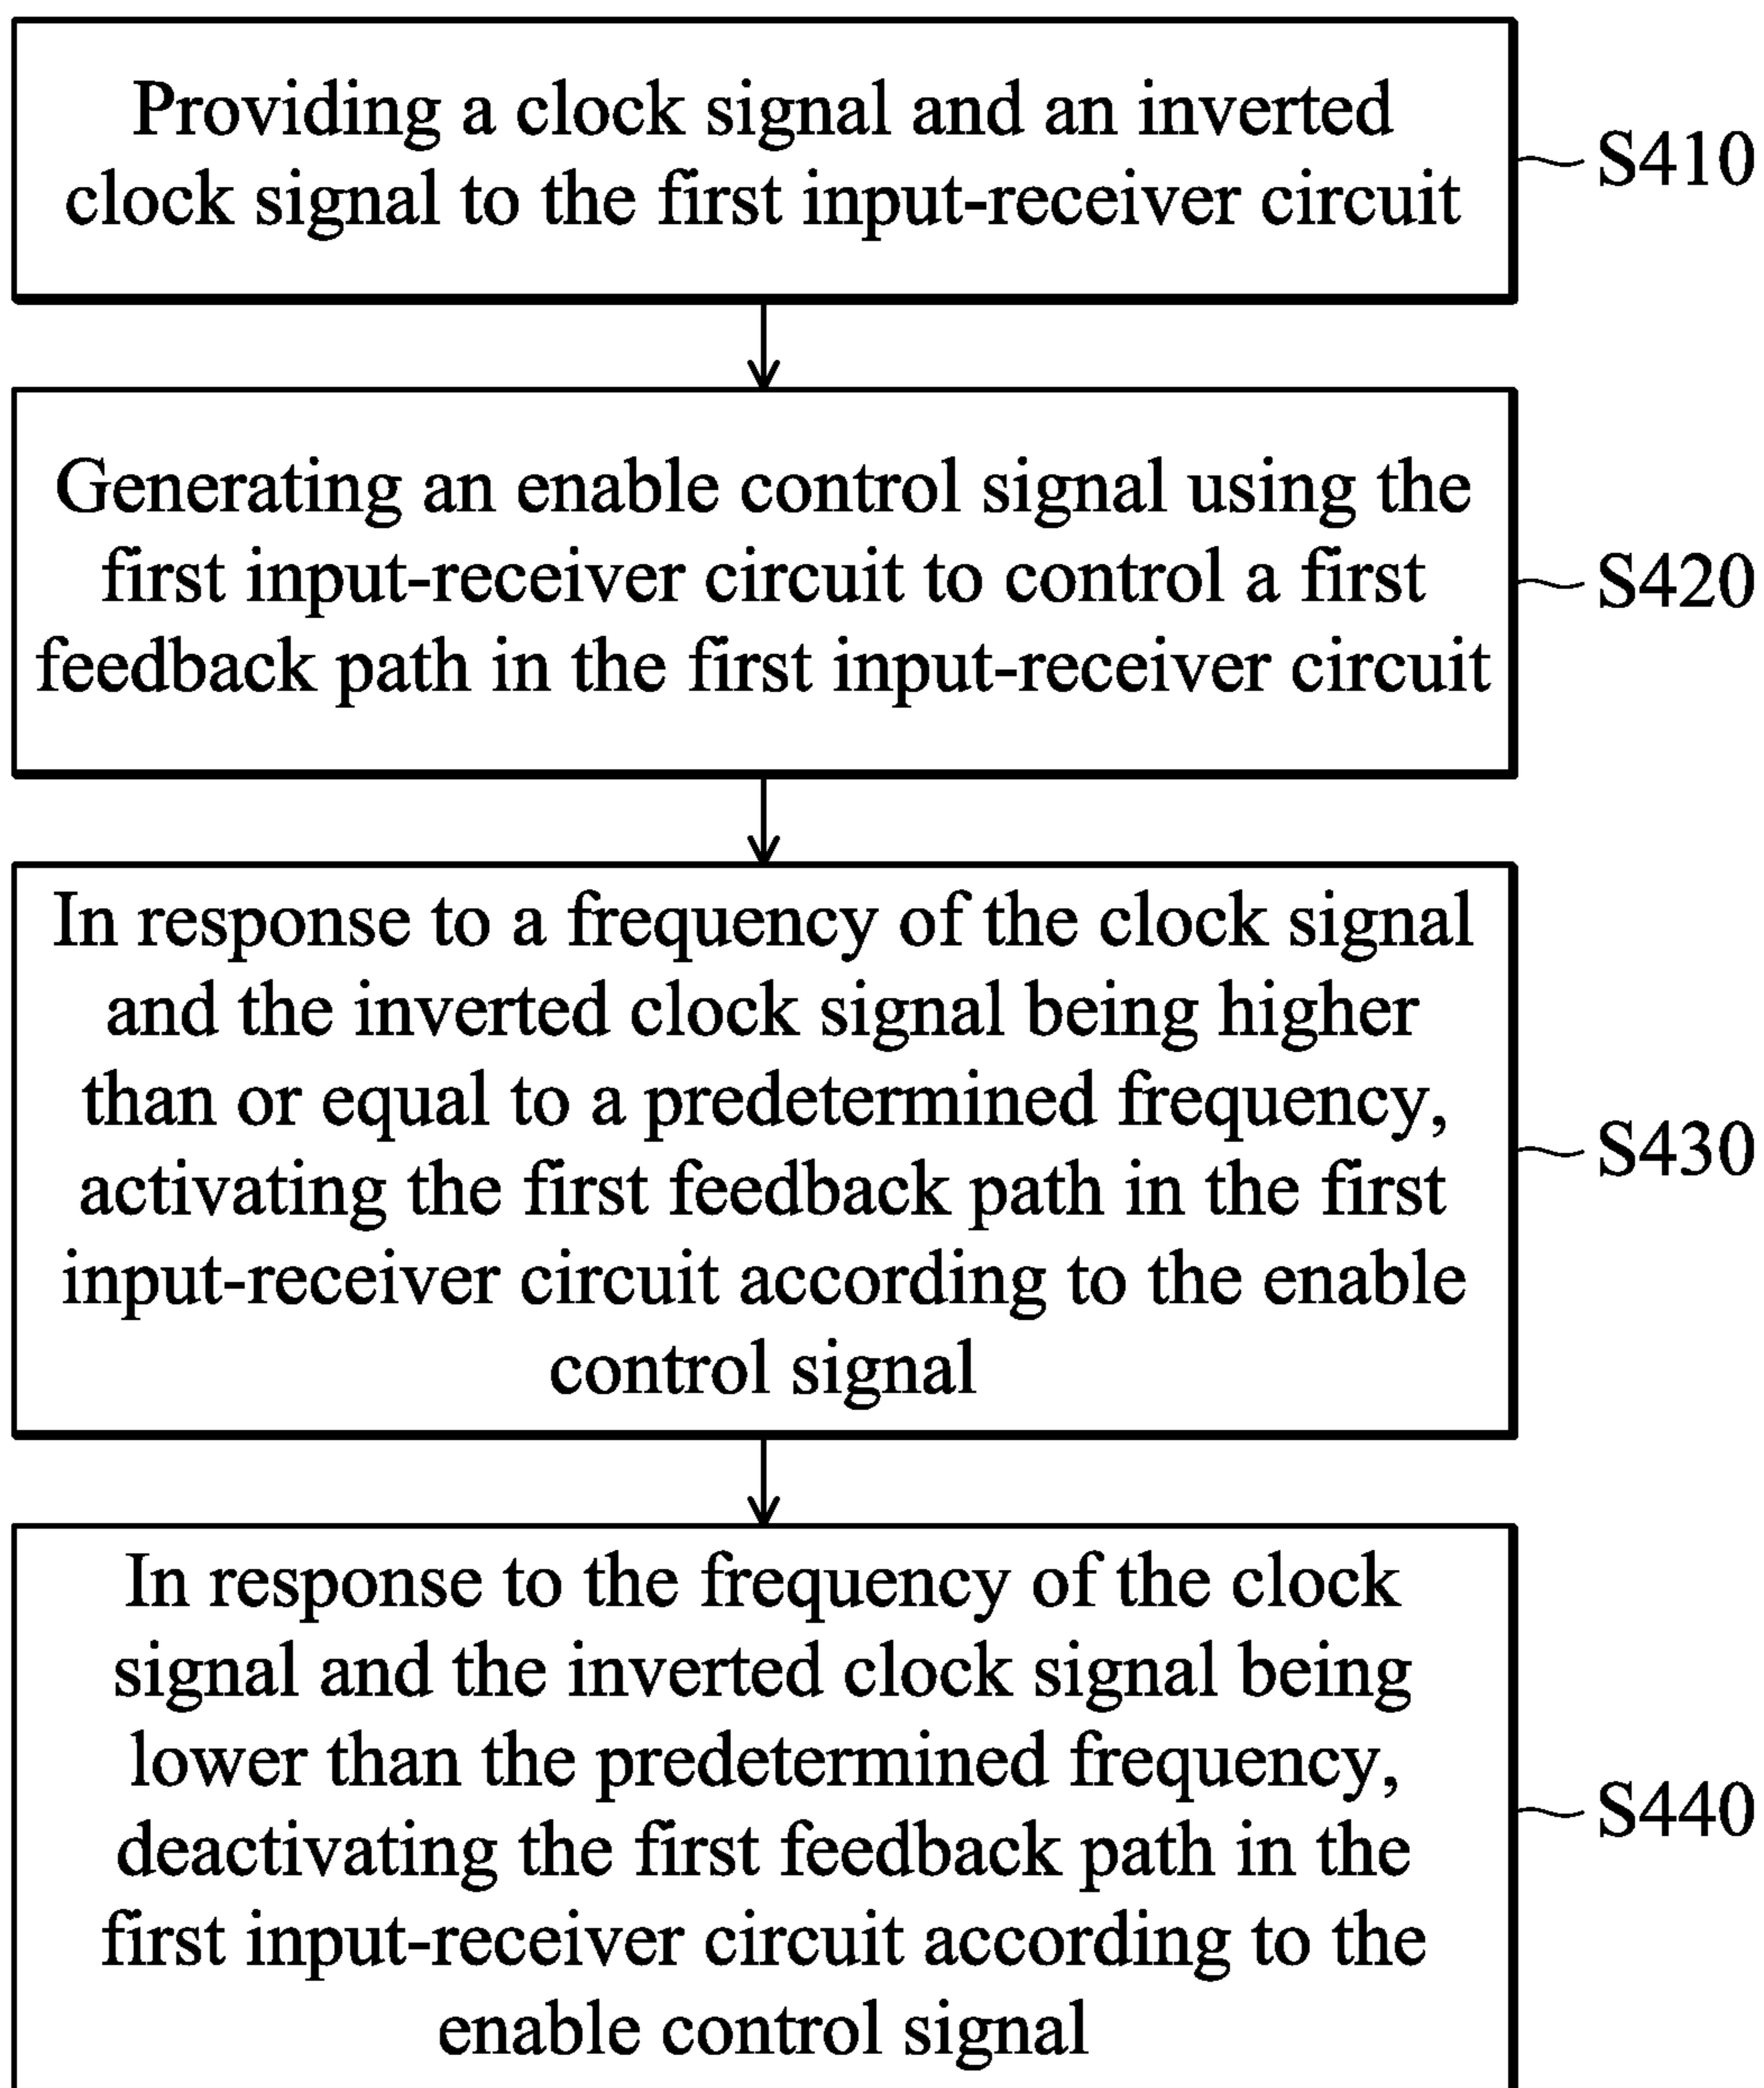 Providing a clock signal and an inverted
clock signal to the first input-receiver circuit
S410
Generating an enable control signal using the
first input-receiver circuit to control a first
feedback path in the first input-receiver circuit
S420
In response to a frequency of the clock signal
and the inverted clock signal being higher
than or equal to a predetermined frequency,
activating the first feedback path in the first
input-receiver circuit according to the enable
control signal
S430
In response to the frequency of the clock
signal and the inverted clock signal being
lower than the predetermined frequency,
deactivating the first feedback path in the
first input-receiver circuit according to the
enable control signal
S440